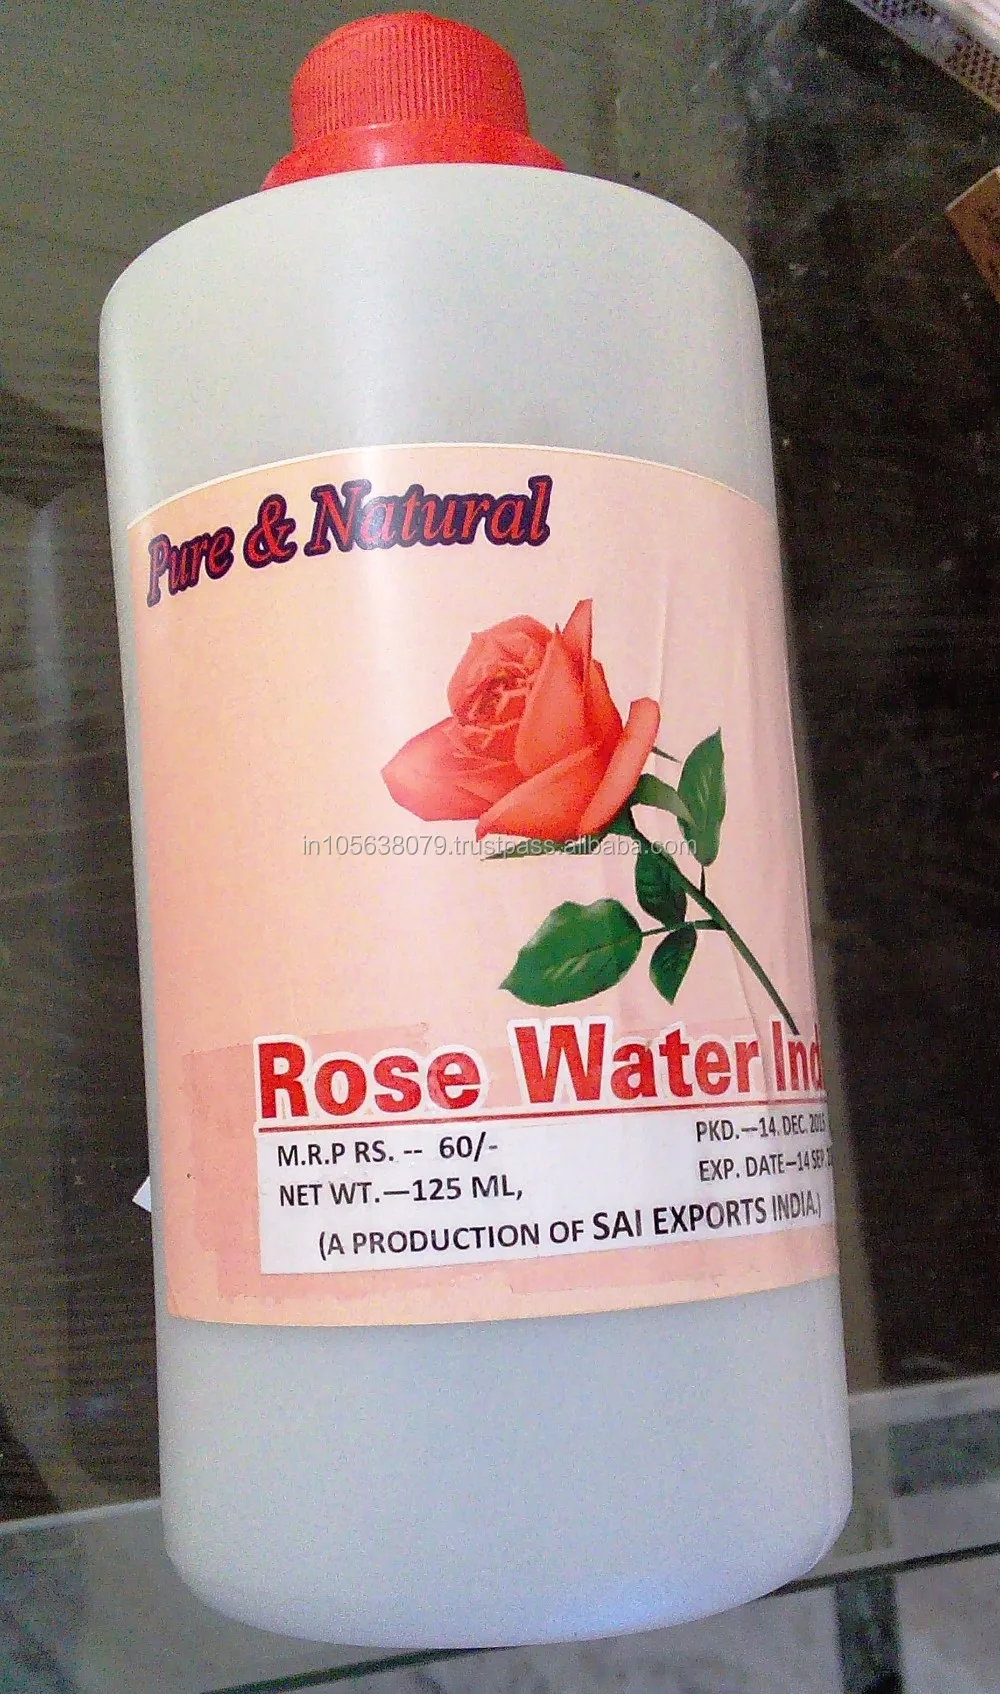 Pure & Natural
in105638079.trustpass.alibaba.com
Rose Water
M.R.P RS. -- 60/-
PKD.—14. DEC. 2015
NET WT.—125 ML,
EXP. DATE—14 SEP.
(A PRODUCTION OF SAI EXPORTS INDIA.)